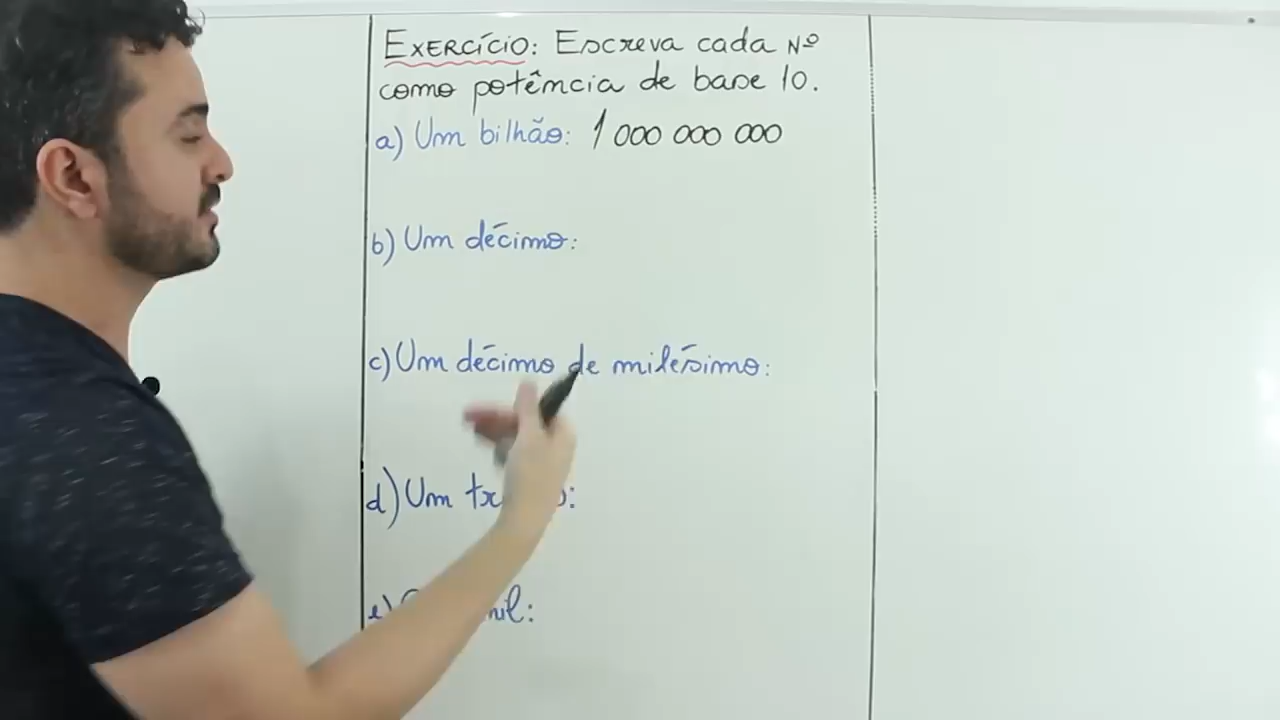 EXERCÍCIO: Escreva cada Nº
como potência de base 10.
a) Um bilhão: 1 000 000 000
b) Um décimo:
c) Um décimo de milésimo:
d) Um
e)